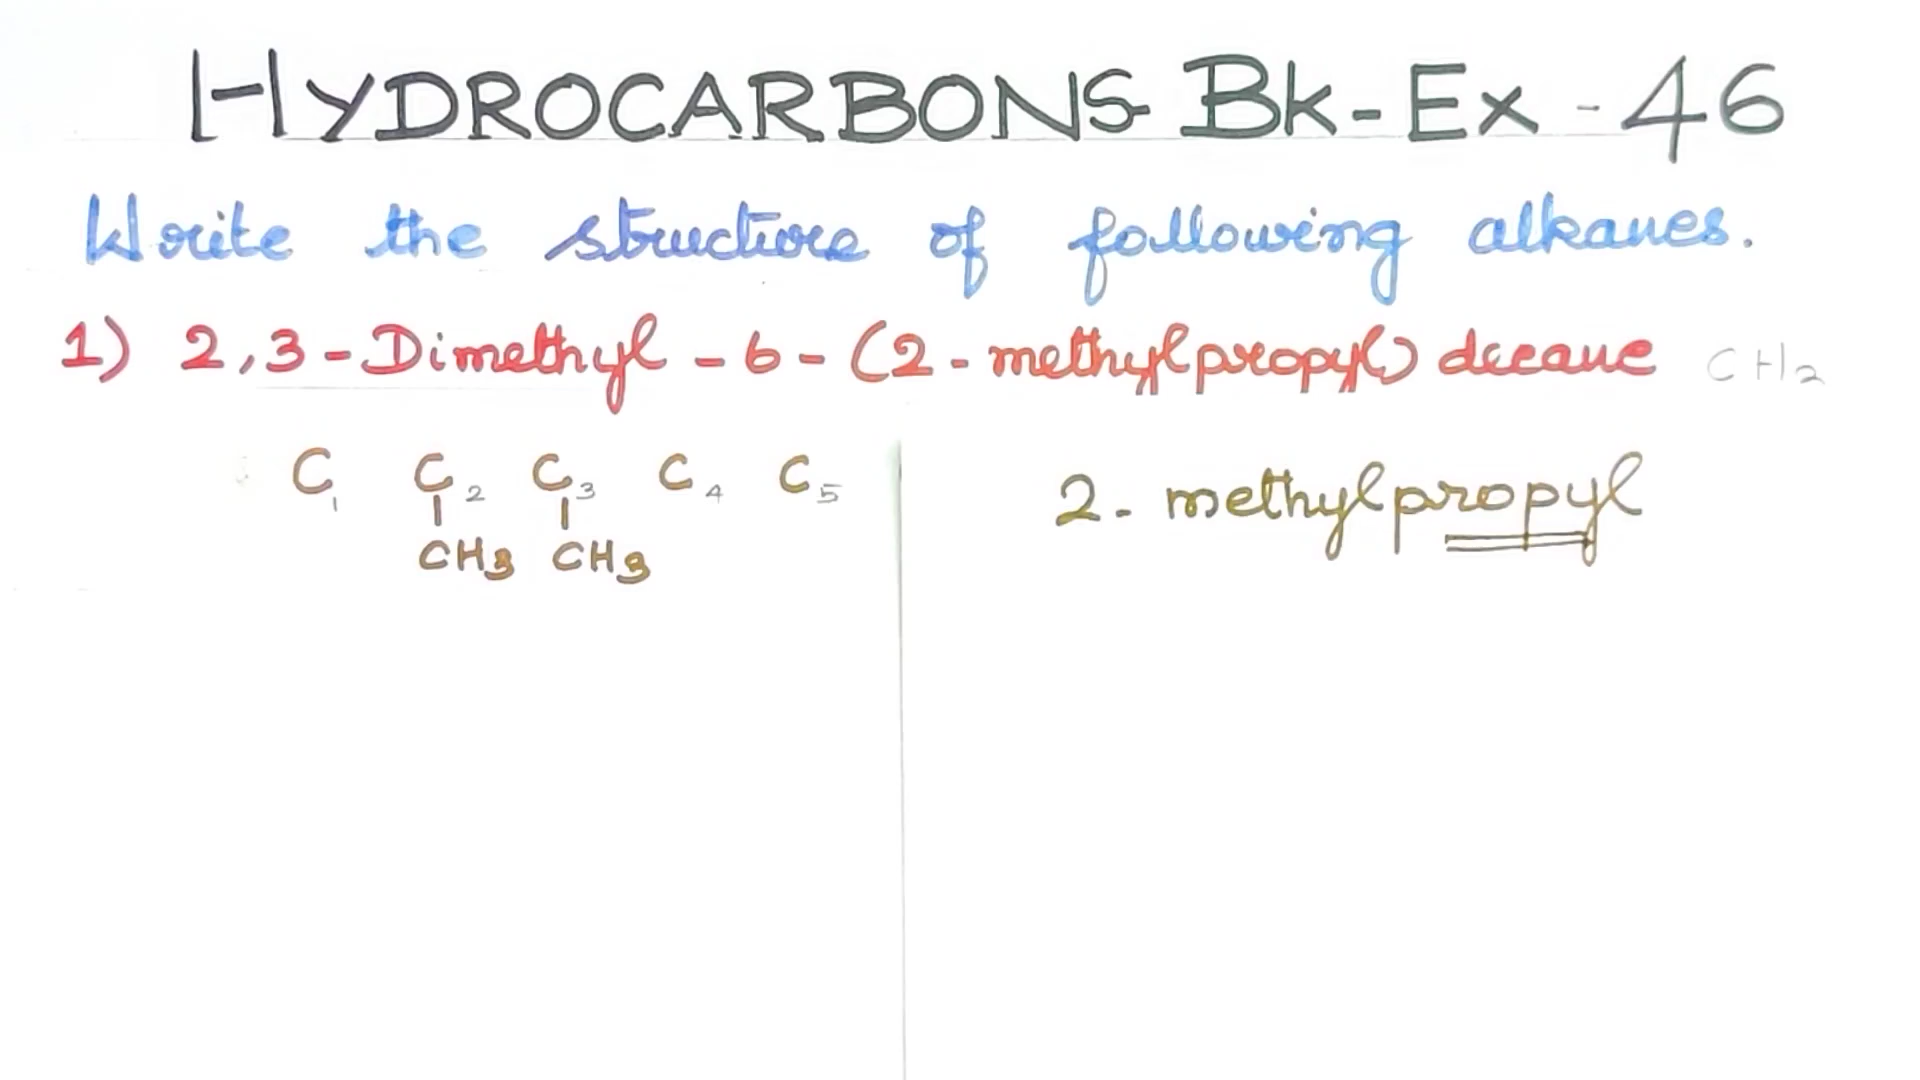 HYDROCARBONS Bk-Ex-46
Write the structure of following alkanes.
1) 2,3-Dimethyl-6-(2-methylpropyl) decane CH2
C1 C2 C3 C4 C5
CH3 CH3
2-methylpropyl